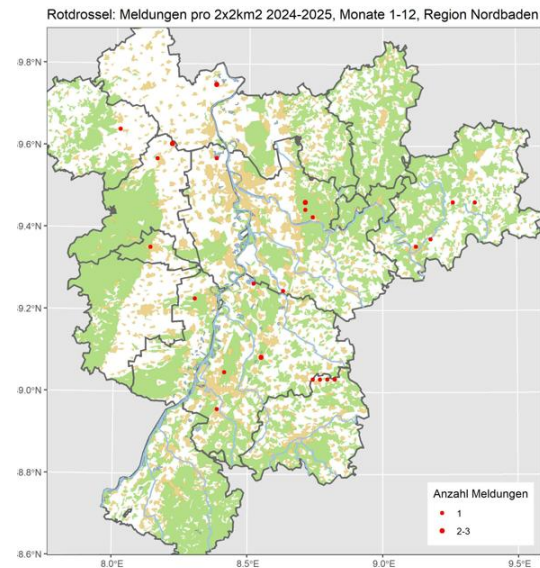 Rotdrossel: Meldungen pro 2x2km2 2024-2025, Monate 1-12, Region Nordbaden
9.8°N
9.6°N
9.4°N
9.2°N
9.0°N
8.8°N
8.6°N
8.0°E
8.5°E
9.0°E
9.5°E
Anzahl Meldungen
1
2-3